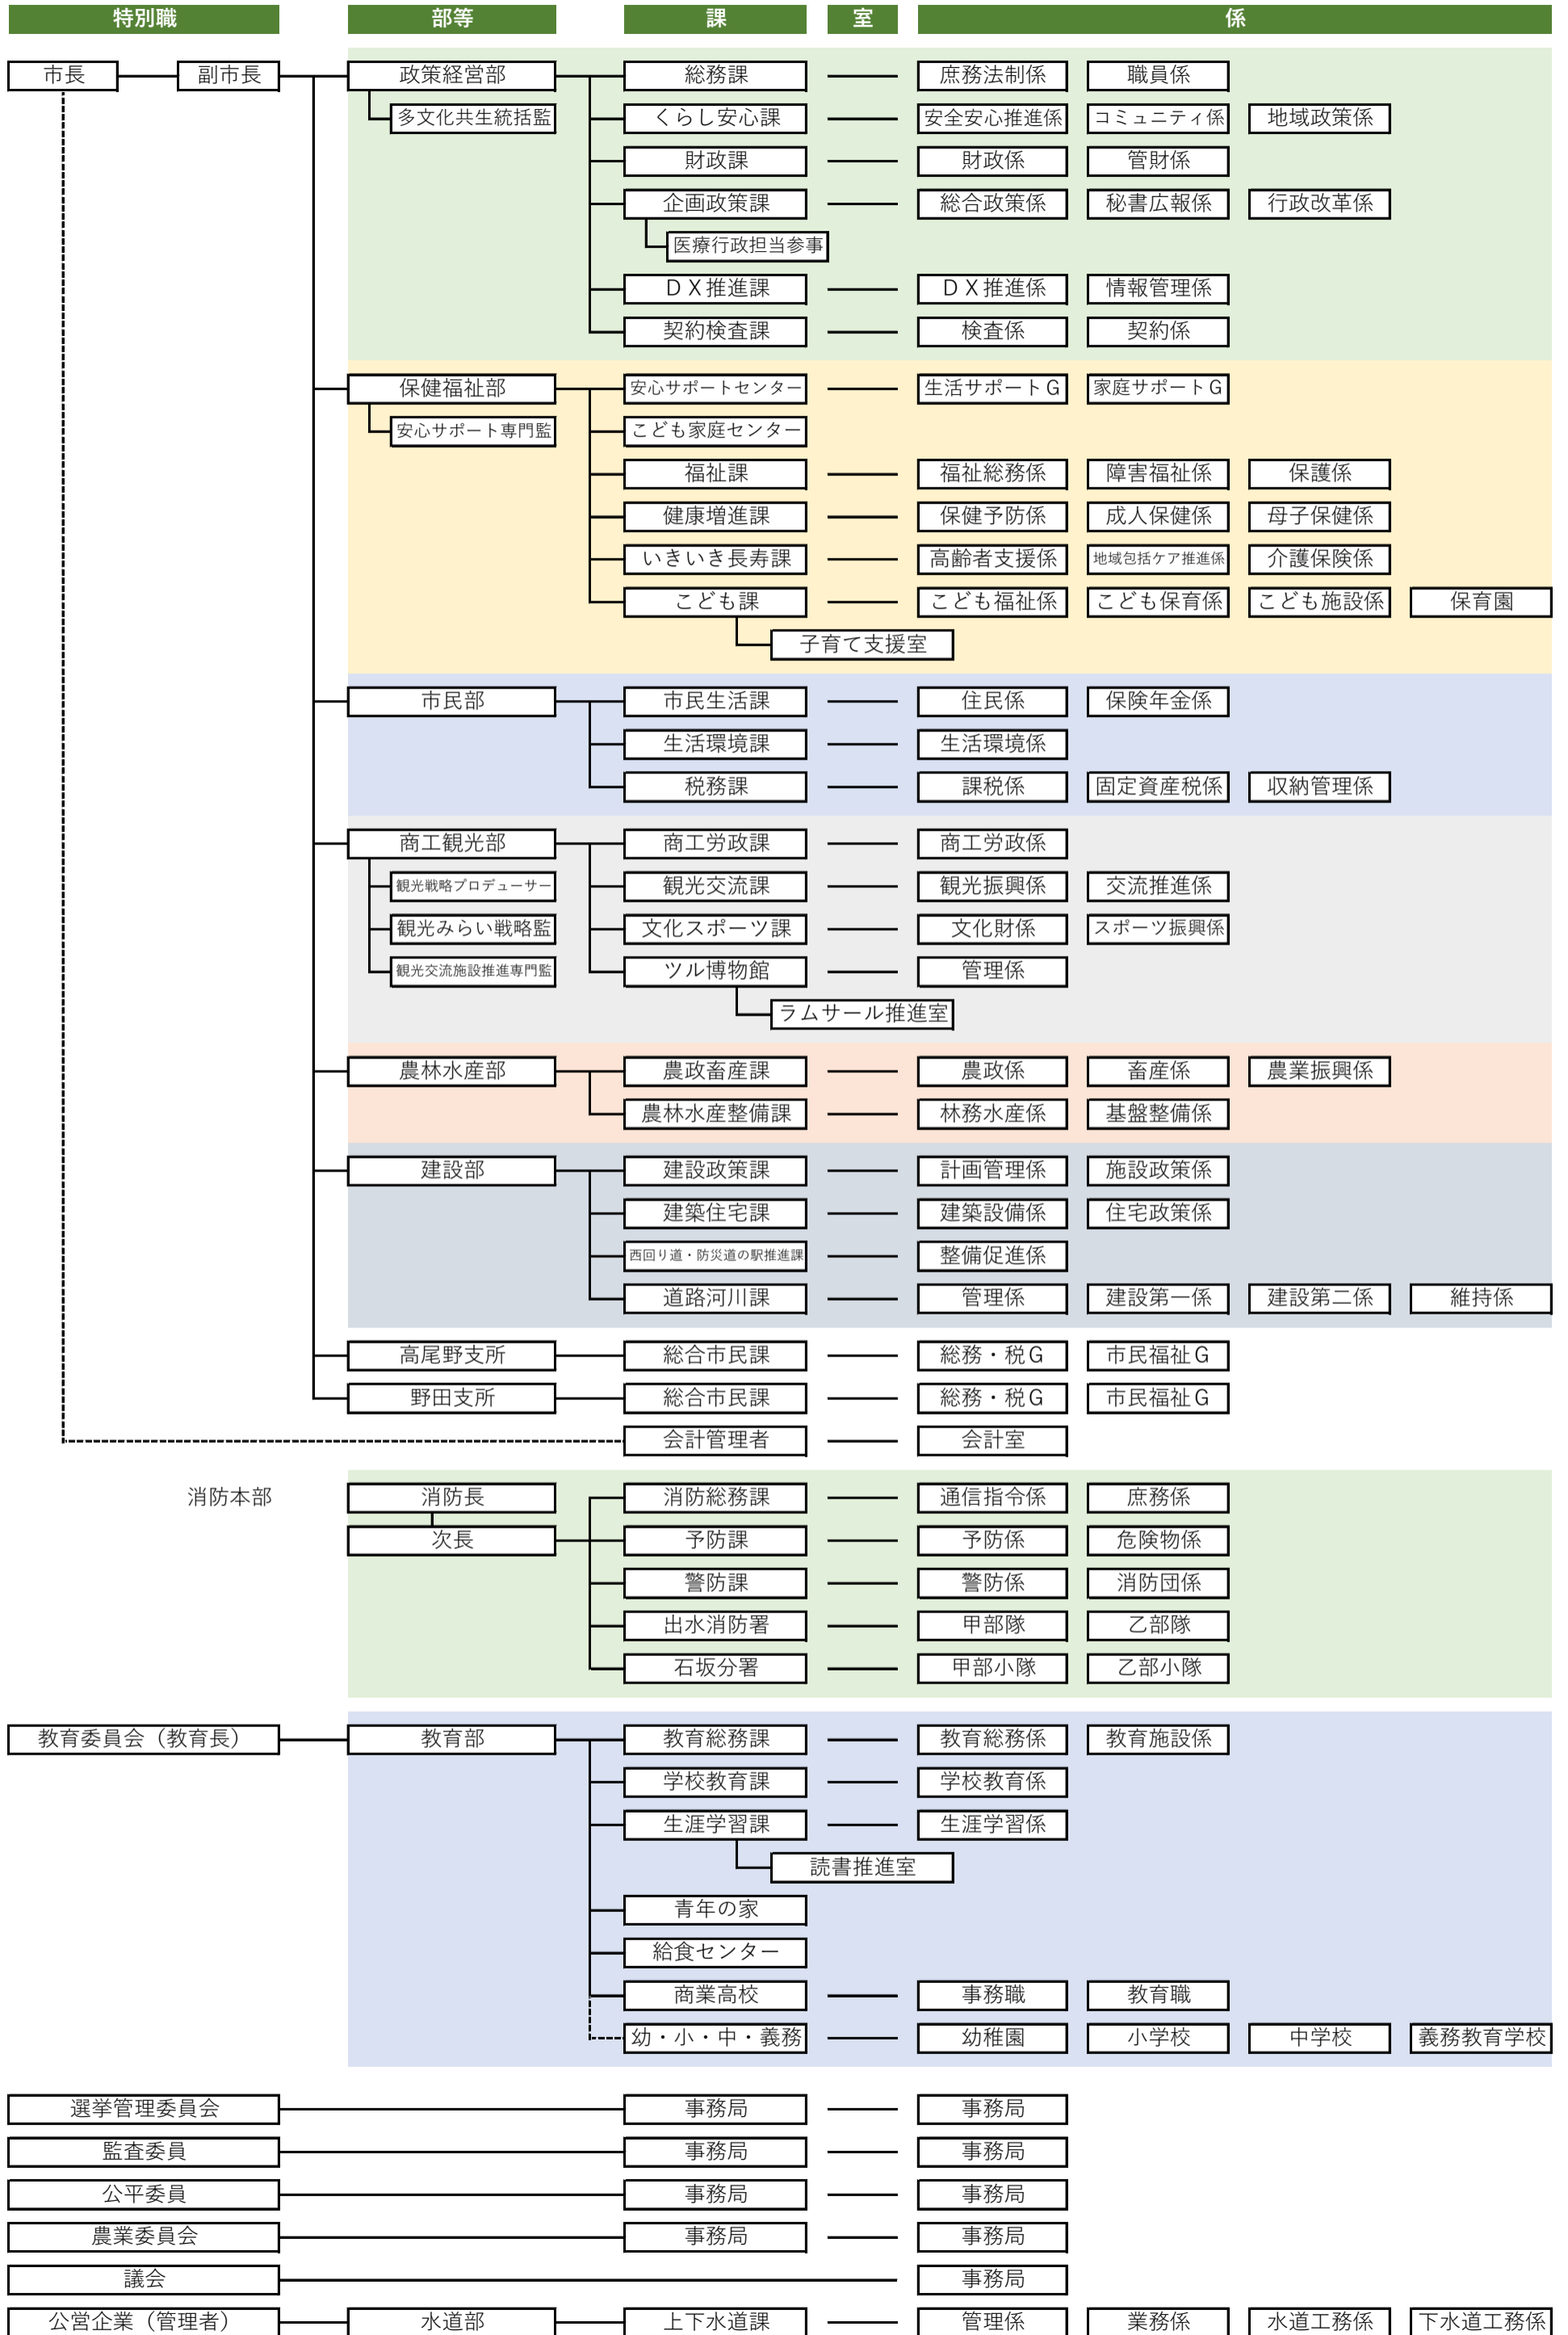 特別職 部等 課 室 係
市長 副市長 政策経営部 総務課 庶務法制係 職員係
多文化共生統括監 くらし安心課 安全安心推進係 コミュニティ係 地域政策係
財政課 財政係 管財係
企画政策課 総合政策係 秘書広報係 行政改革係
医療行政担当参事
ＤＸ推進課 ＤＸ推進係 情報管理係
契約検査課 検査係 契約係
保健福祉部 安心サポートセンター 生活サポートＧ 家庭サポートＧ
安心サポート専門監 こども家庭センター
福祉課 福祉総務係 障害福祉係 保護係
健康増進課 保健予防係 成人保健係 母子保健係
いきいき長寿課 高齢者支援係 地域包括ケア推進係 介護保険係
こども課 こども福祉係 こども保育係 こども施設係 保育園
子育て支援室
市民部 市民生活課 住民係 保険年金係
生活環境課 生活環境係
税務課 課税係 固定資産税係 収納管理係
商工観光部 商工労政課 商工労政係
観光戦略プロデューサー 観光交流課 観光振興係 交流推進係
観光みらい戦略監 文化スポーツ課 文化財係 スポーツ振興係
観光交流施設推進専門監 ツル博物館 管理係
ラムサール推進室
農林水産部 農政畜産課 農政係 畜産係 農業振興係
農林水産整備課 林務水産係 基盤整備係
建設部 建設政策課 計画管理係 施設政策係
建築住宅課 建築設備係 住宅政策係
西回り道・防災道の駅推進課 整備促進係
道路河川課 管理係 建設第一係 建設第二係 維持係
高尾野支所 総合市民課 総務・税Ｇ 市民福祉Ｇ
野田支所 総合市民課 総務・税Ｇ 市民福祉Ｇ
会計管理者 会計室
消防本部 消防長 消防総務課 通信指令係 庶務係
次長 予防課 予防係 危険物係
警防課 警防係 消防団係
出水消防署 甲部隊 乙部隊
石坂分署 甲部小隊 乙部小隊
教育委員会（教育長） 教育部 教育総務課 教育総務係 教育施設係
学校教育課 学校教育係
生涯学習課 生涯学習係
読書推進室
青年の家
給食センター
商業高校 事務職 教育職
幼・小・中・義務 幼稚園 小学校 中学校 義務教育学校
選挙管理委員会 事務局 事務局
監査委員 事務局 事務局
公平委員 事務局 事務局
農業委員会 事務局 事務局
議会 事務局
公営企業（管理者） 水道部 上下水道課 管理係 業務係 水道工務係 下水道工務係